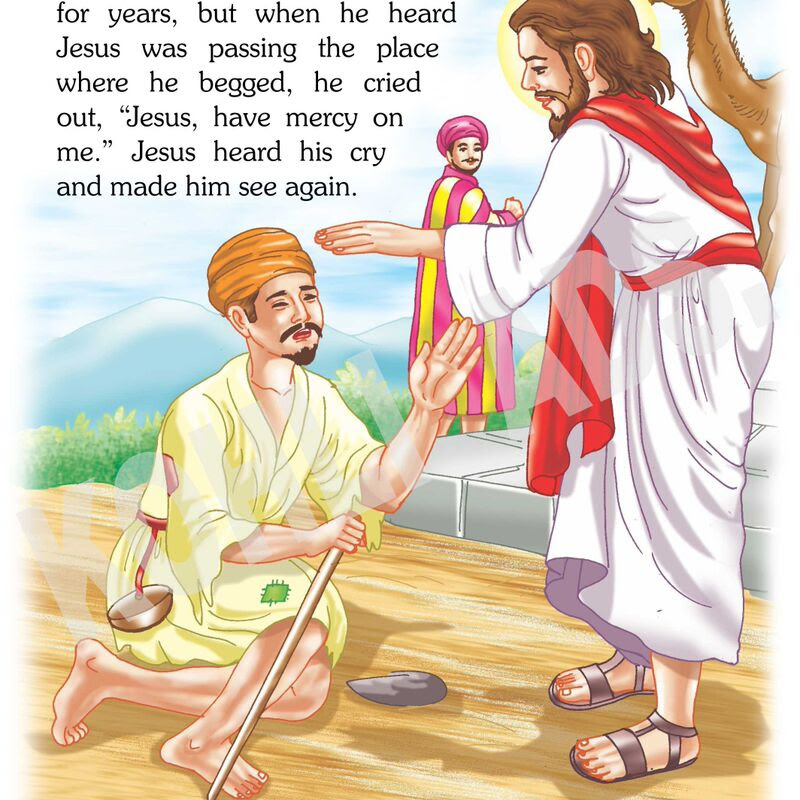 for years, but when he heard
Jesus was passing the place
where he begged, he cried
out, “Jesus, have mercy on
me.” Jesus heard his cry
and made him see again.